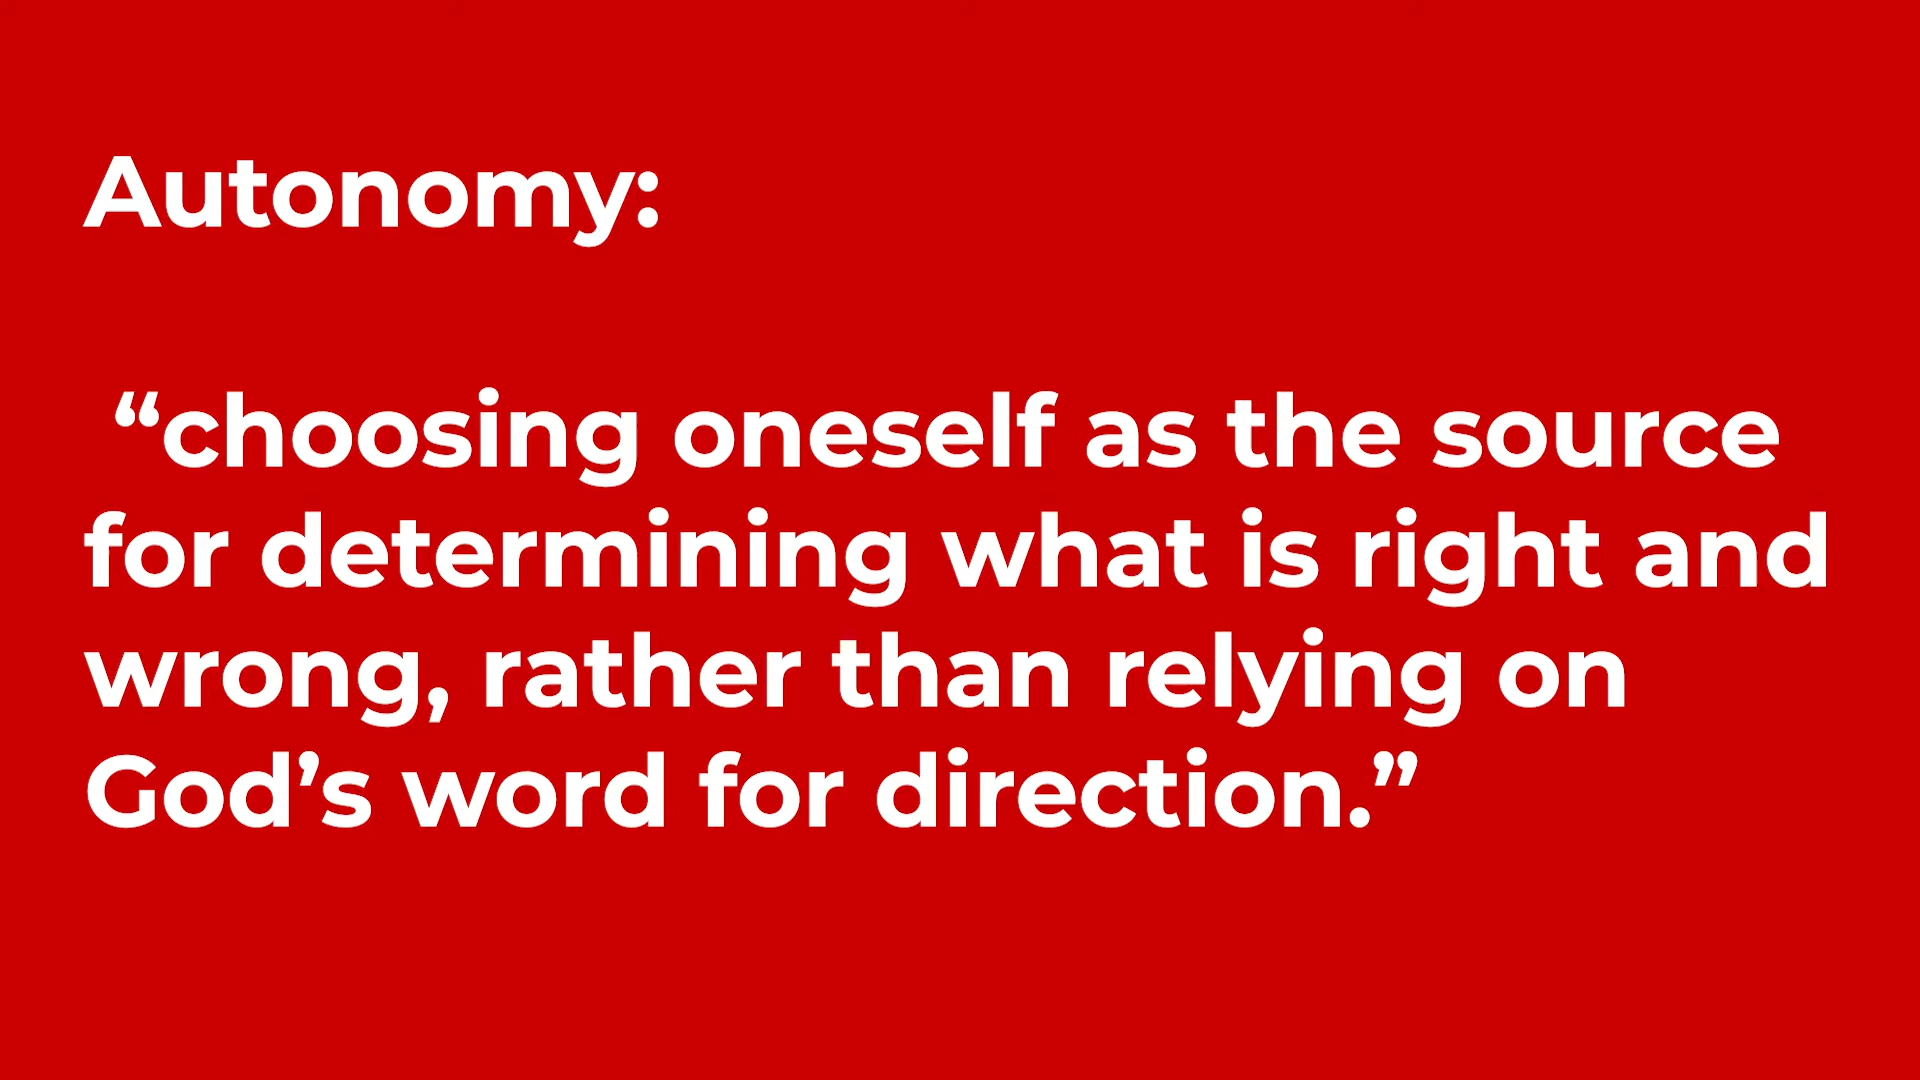 Autonomy:
“choosing oneself as the source
for determining what is right and
wrong, rather than relying on
God’s word for direction.”